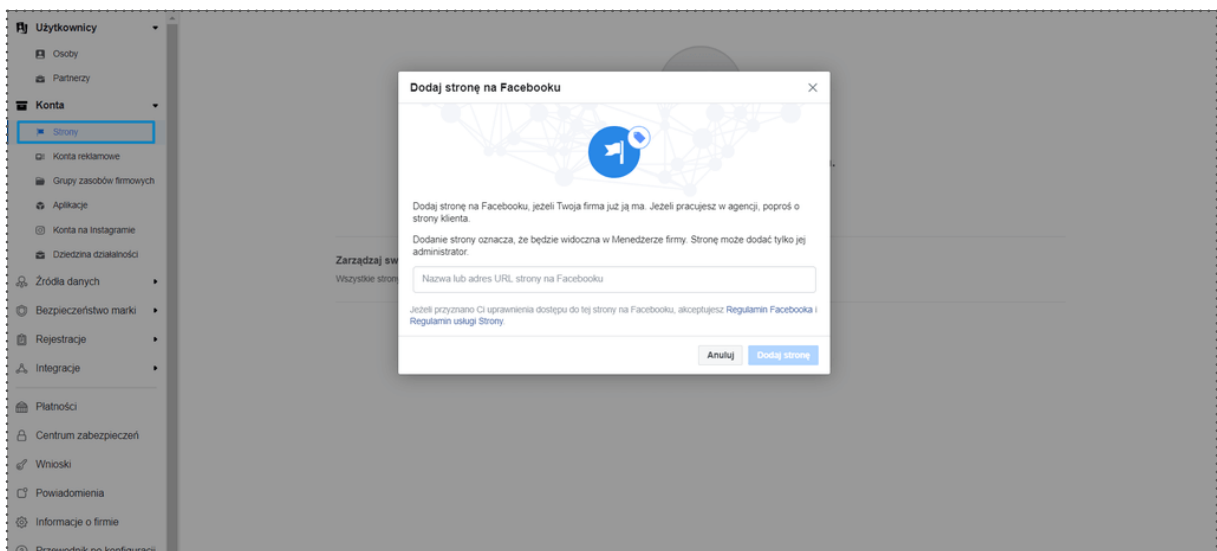 Użytkownicy
Osoby
Partnerzy
Konta
Strony
Konta reklamowe
Grupy zasobów firmowych
Aplikacje
Konta na Instagramie
Dziedzina działalności
Źródła danych
Bezpieczeństwo marki
Rejestracje
Integracje
Płatności
Centrum zabezpieczeń
Wnioski
Powiadomienia
Informacje o firmie
Przewodnik po konfiguracji
Zarządzaj sw
Wszystkie strony
Dodaj stronę na Facebooku
Dodaj stronę na Facebooku, jeżeli Twoja firma już ją ma. Jeżeli pracujesz w agencji, poproś o
strony klienta.
Dodanie strony oznacza, że będzie widoczna w Menedżerze firmy. Stronę może dodać tylko jej
administrator.
Nazwa lub adres URL strony na Facebooku
Jeżeli przyznano Ci uprawnienia dostępu do tej strony na Facebooku, akceptujesz Regulamin Facebooka i
Regulamin usługi Strony.
Anuluj
Dodaj stronę